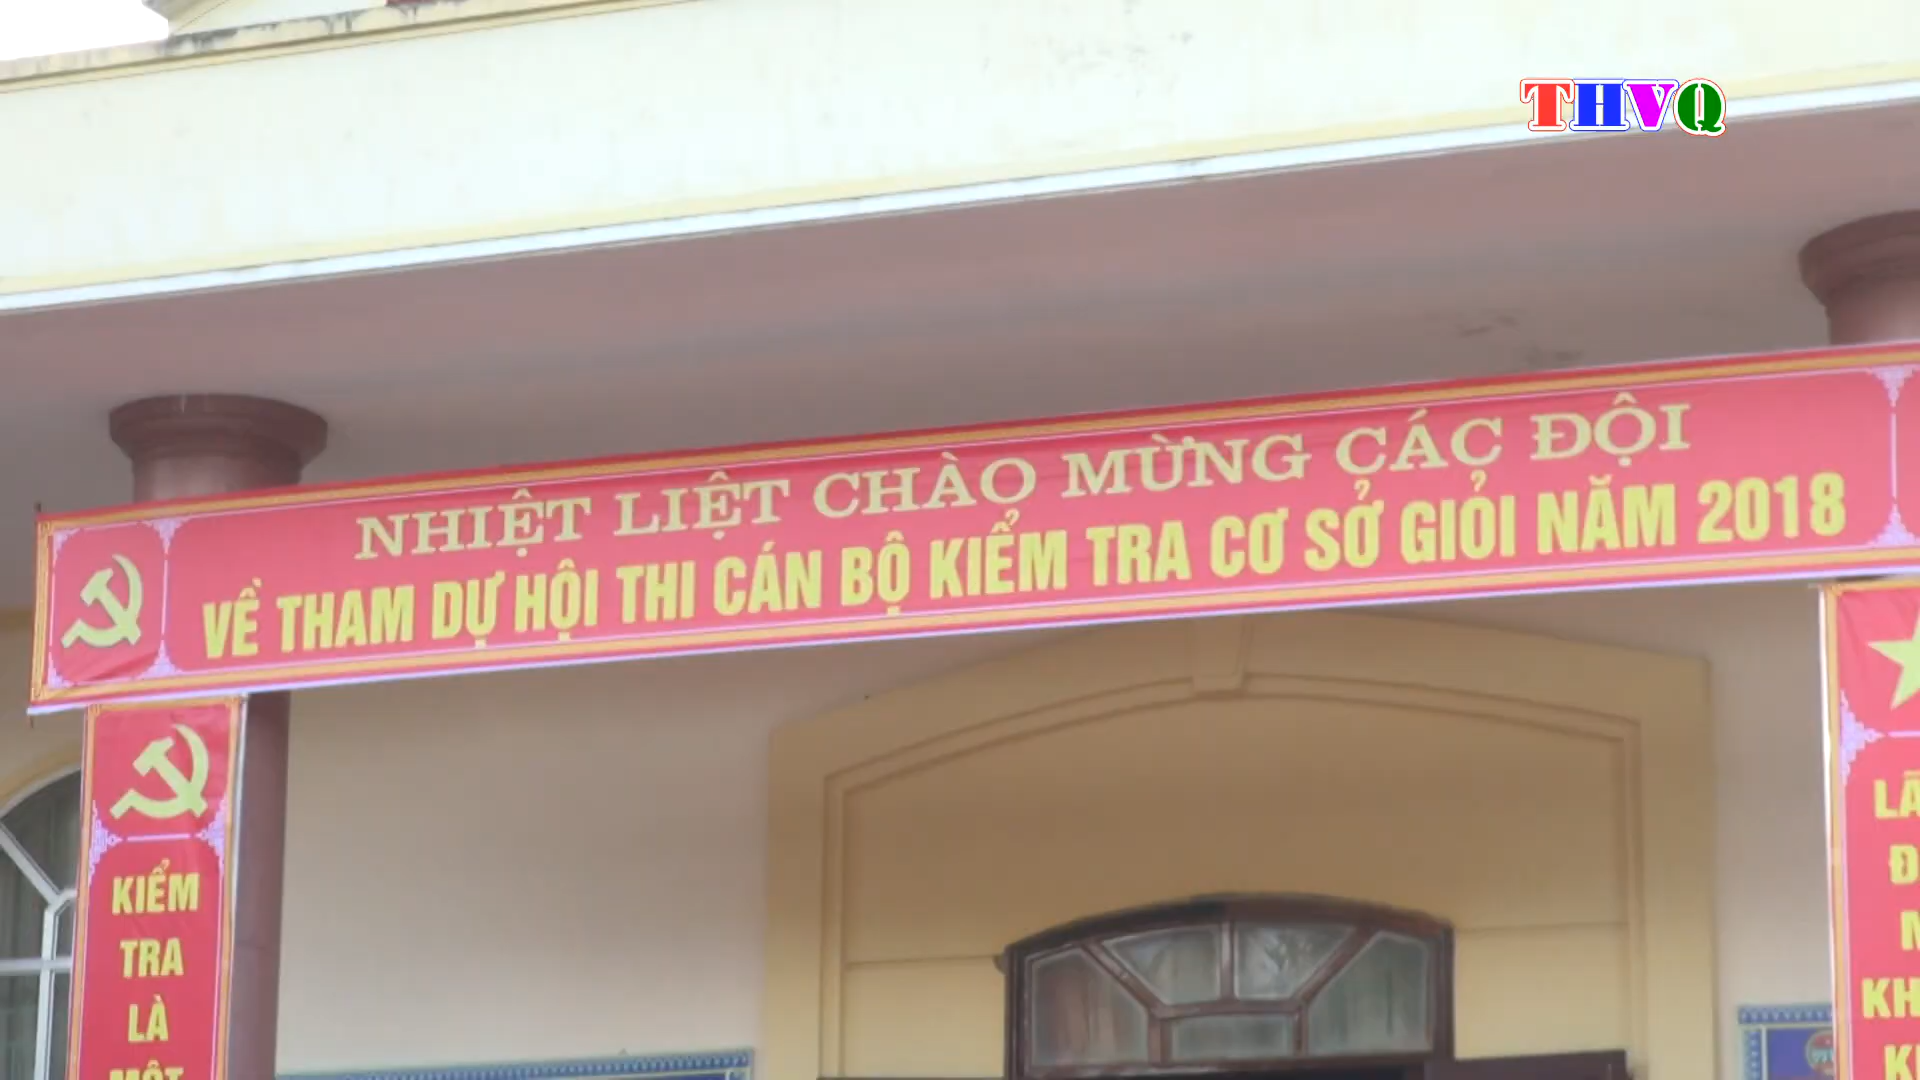 THVQ
NHIỆT LIỆT CHÀO MỪNG CÁC ĐỘI
VỀ THAM DỰ HỘI THI CÁN BỘ KIỂM TRA CƠ SỞ GIỎI NĂM 2018
KIỂM
TRA
LÀ
MỘT